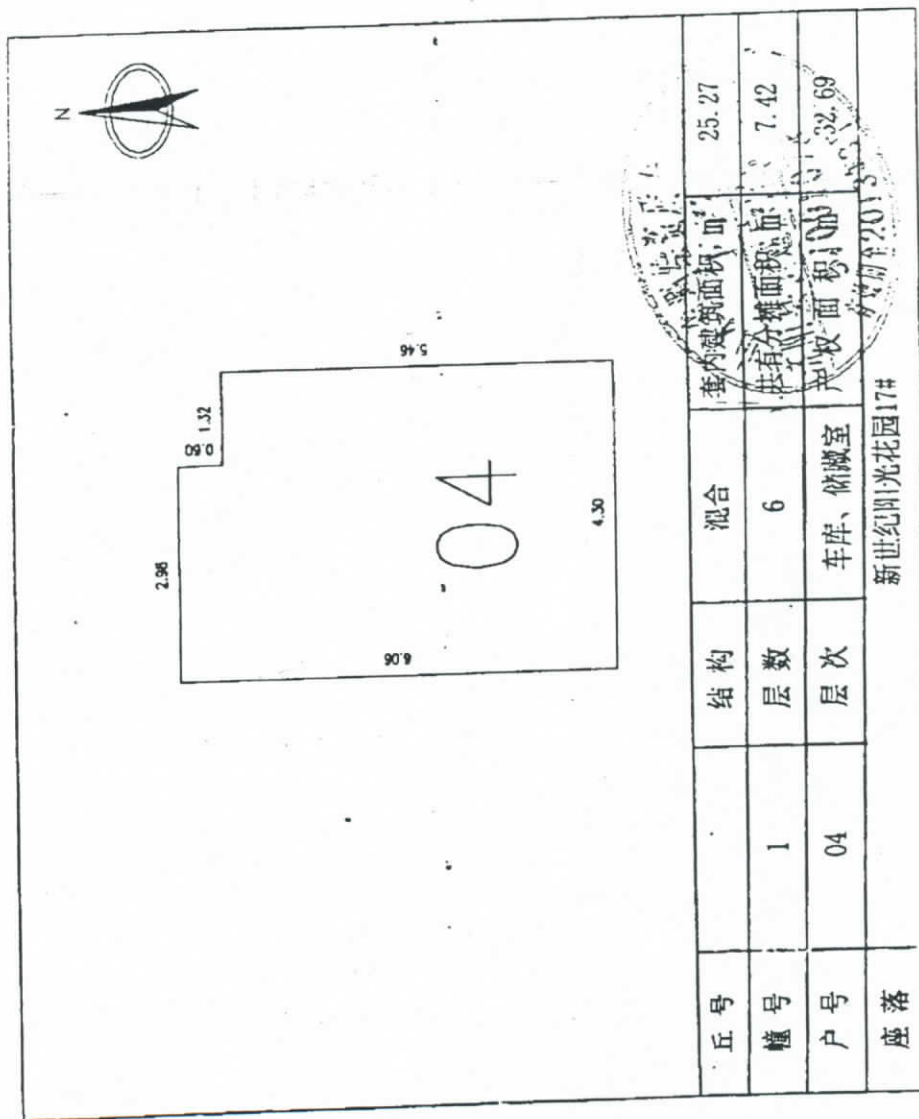 N
2.98
0.60
1.32
5.46
6.06
04
4.30
丘号 结构 混合 套内建筑面积, m² 25.27
幢号 1 层数 6 共有分摊面积, m² 7.42
户号 04 层次 车库、储藏室 产权面积, m² 32.69
座落 新世纪阳光花园17#